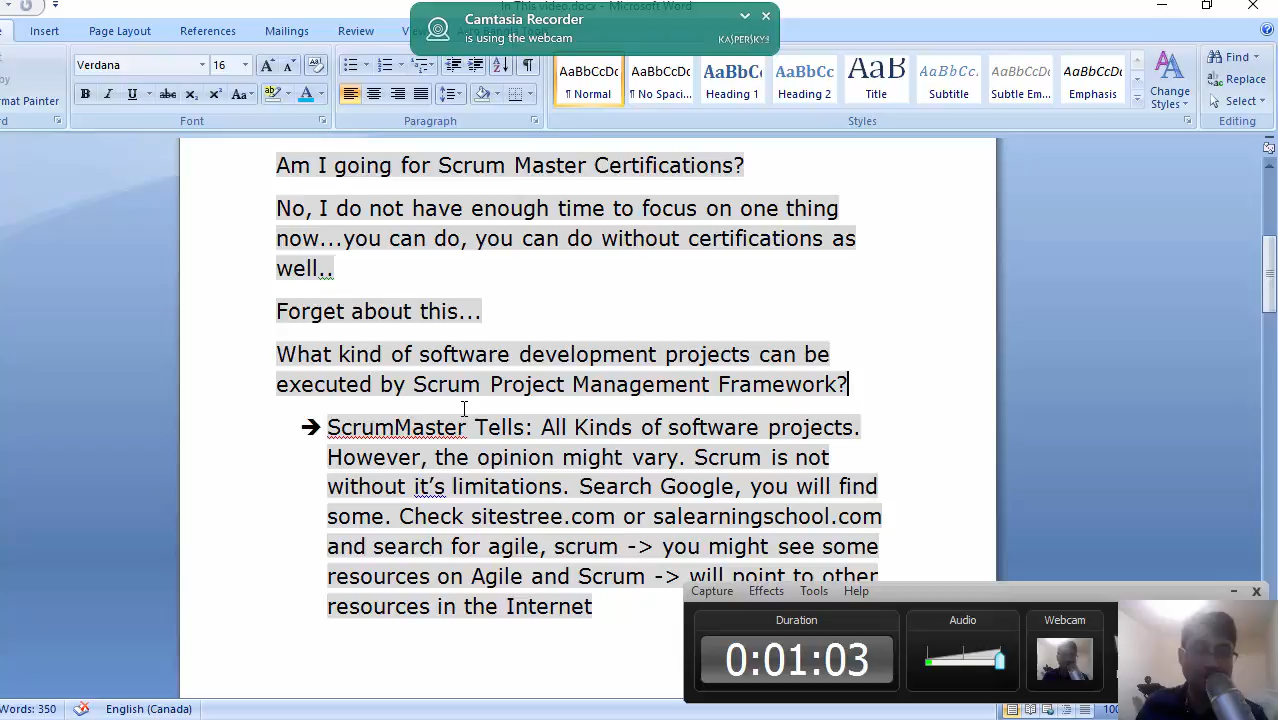 In This video.docx - Microsoft Word
Camtasia Recorder
is using the webcam
KASPERSKY
Page Layout
References
Mailings
Review
Insert
Verdana
16
Aa
Format Painter
Font
Paragraph
AaBbCcDc
¶ Normal
AaBbCcDc
¶ No Spaci...
AaBbCc
Heading 1
AaBbCc
Heading 2
AaB
Title
AaBbCc.
Subtitle
AaBbCcDc
Subtle Em...
AaBbCcDc
Emphasis
Change
Styles
Styles
Find
Replace
Select
Editing
Am I going for Scrum Master Certifications?
No, I do not have enough time to focus on one thing
now...you can do, you can do without certifications as
well..
Forget about this...
What kind of software development projects can be
executed by Scrum Project Management Framework?
➔ ScrumMaster Tells: All Kinds of software projects.
However, the opinion might vary. Scrum is not
without it’s limitations. Search Google, you will find
some. Check sitestree.com or salearningschool.com
and search for agile, scrum -> you might see some
resources on Agile and Scrum -> will point to other
resources in the Internet
Capture Effects Tools Help
Duration
0:01:03
Audio
Webcam
Words: 350
English (Canada)